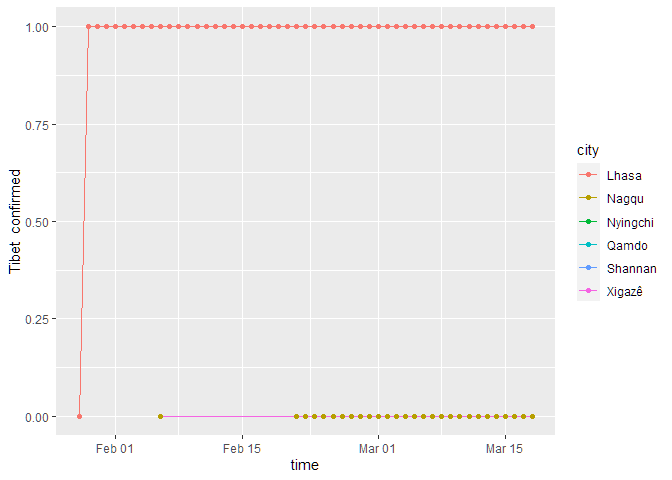 1.00
0.75
0.50
0.25
0.00
Tibet confirmed
Feb 01
Feb 15
Mar 01
Mar 15
time
city
Lhasa
Nagqu
Nyingchi
Qamdo
Shannan
Xigazê